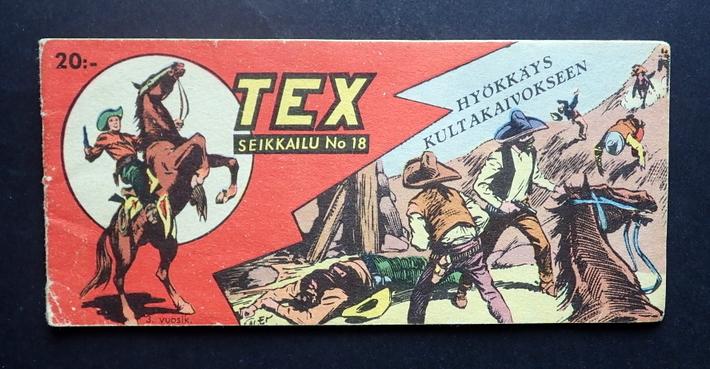 20:-
TEX
SEIKKAILU No 18
HYÖKKÄYS
KULTAKAIVOKSEEN
3. VUOSIK.